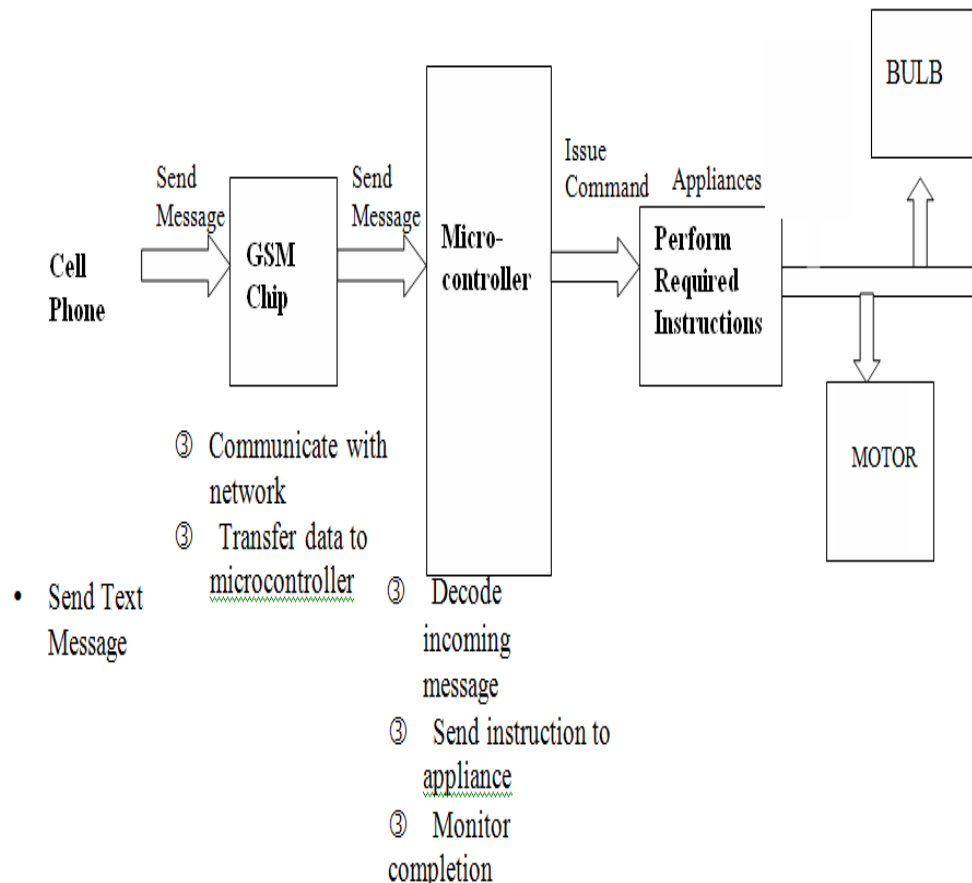 BULB
Issue
Command
Appliances
Send
Message
Send
Message
Cell
Phone
GSM
Chip
Micro-
controller
Perform
Required
Instructions
MOTOR
③ Communicate with
network
③ Transfer data to
microcontroller
• Send Text
Message
③ Decode
incoming
message
③ Send instruction to
appliance
③ Monitor
completion